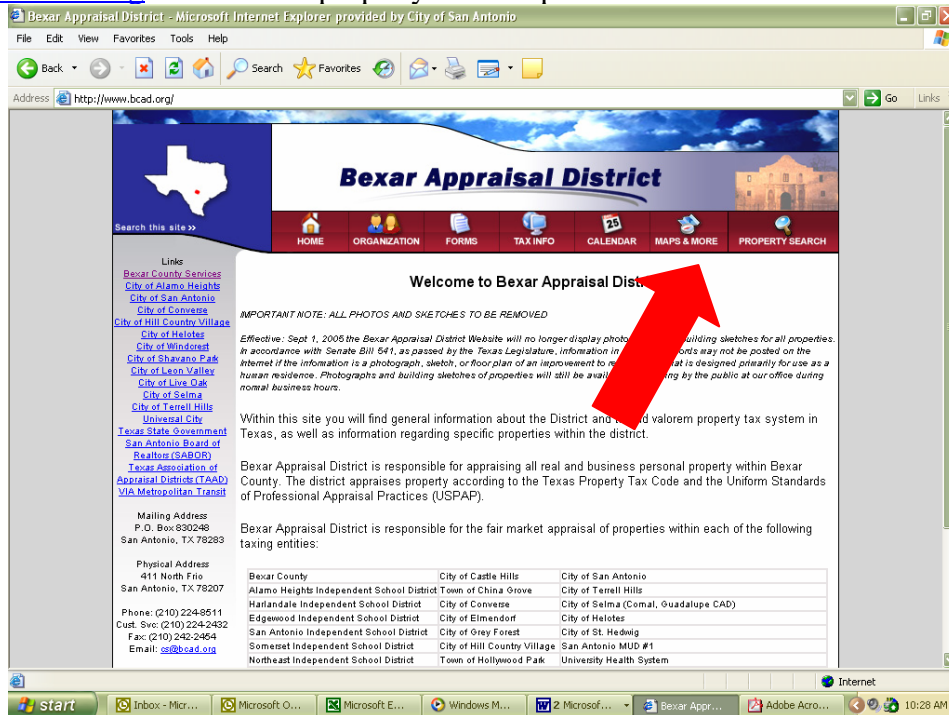 Bexar Appraisal District - Microsoft Internet Explorer provided by City of San Antonio
File Edit View Favorites Tools Help
Back Search Favorites
Address http://www.bcad.org/ Go Links
Bexar Appraisal District
Search this site »
HOME ORGANIZATION FORMS TAX INFO 25 CALENDAR MAPS & MORE PROPERTY SEARCH
Links
Bexar County Services
City of Alamo Heights
City of San Antonio
City of Converse
City of Hill Country Village
City of Helotes
City of Windcrest
City of Shavano Park
City of Leon Valley
City of Live Oak
City of Selma
City of Terrell Hills
Universal City
Texas State Government
San Antonio Board of
Realtors (SABOR)
Texas Association of
Appraisal Districts (TAAD)
VIA Metropolitan Transit
Mailing Address
P.O. Box 830248
San Antonio, TX 78283
Physical Address
411 North Frio
San Antonio, TX 78207
Phone: (210) 224-8511
Cust. Svc: (210) 224-2432
Fax: (210) 242-2454
Email: cs@bcad.org
Welcome to Bexar Appraisal Dist
IMPORTANT NOTE: ALL PHOTOS AND SKETCHES TO BE REMOVED
Effective: Sept 1, 2005 the Bexar Appraisal District Website will no longer display photo uilding sketches for all properties.
In accordance with Senate Bill 541, as passed by the Texas Legislature, information in ords may not be posted on the
Internet if the information is a photograph, sketch, or floor plan of an improvement to re at is designed primarily for use as a
human residence. Photographs and building sketches of properties will still be avail ing by the public at our office during
normal business hours.
Within this site you will find general information about the District and t d valorem property tax system in
Texas, as well as information regarding specific properties within the district.
Bexar Appraisal District is responsible for appraising all real and business personal property within Bexar
County. The district appraises property according to the Texas Property Tax Code and the Uniform Standards
of Professional Appraisal Practices (USPAP).
Bexar Appraisal District is responsible for the fair market appraisal of properties within each of the following
taxing entities:
Bexar County City of Castle Hills City of San Antonio
Alamo Heights Independent School District Town of China Grove City of Terrell Hills
Harlandale Independent School District City of Converse City of Selma (Comal, Guadalupe CAD)
Edgewood Independent School District City of Elmendorf City of Helotes
San Antonio Independent School District City of Grey Forest City of St. Hedwig
Somerset Independent School District City of Hill Country Village San Antonio MUD #1
Northeast Independent School District Town of Hollywood Park University Health System
Internet
start Inbox - Micr... Microsoft O... Microsoft E... Windows M... 2 Microsof... Bexar Appr... Adobe Acro... 10:28 AM